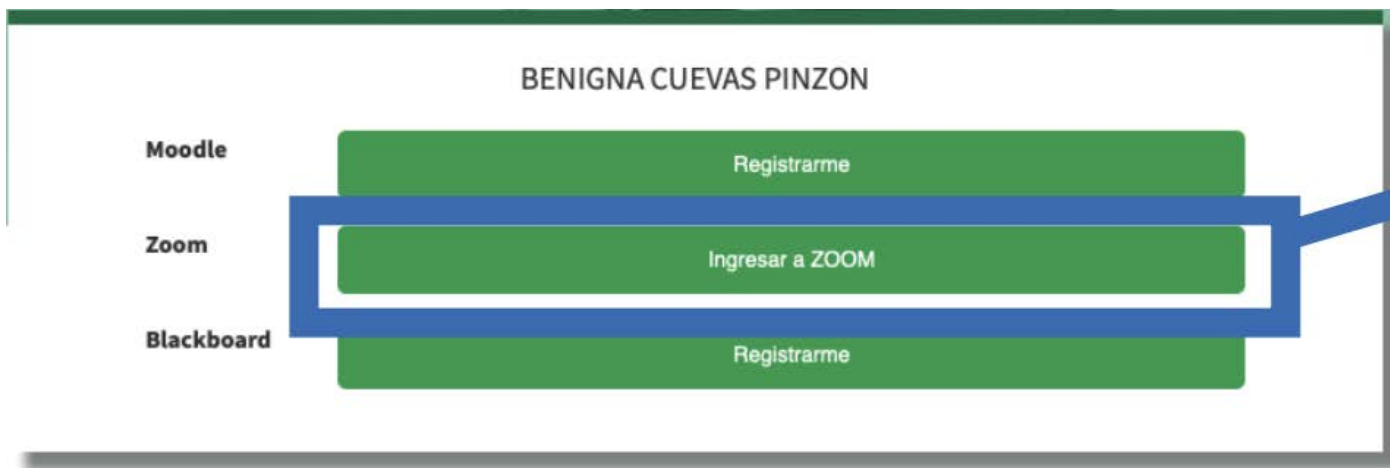 BENIGNA CUEVAS PINZON
Moodle
Registrarme
Zoom
Ingresar a ZOOM
Blackboard
Registrarme